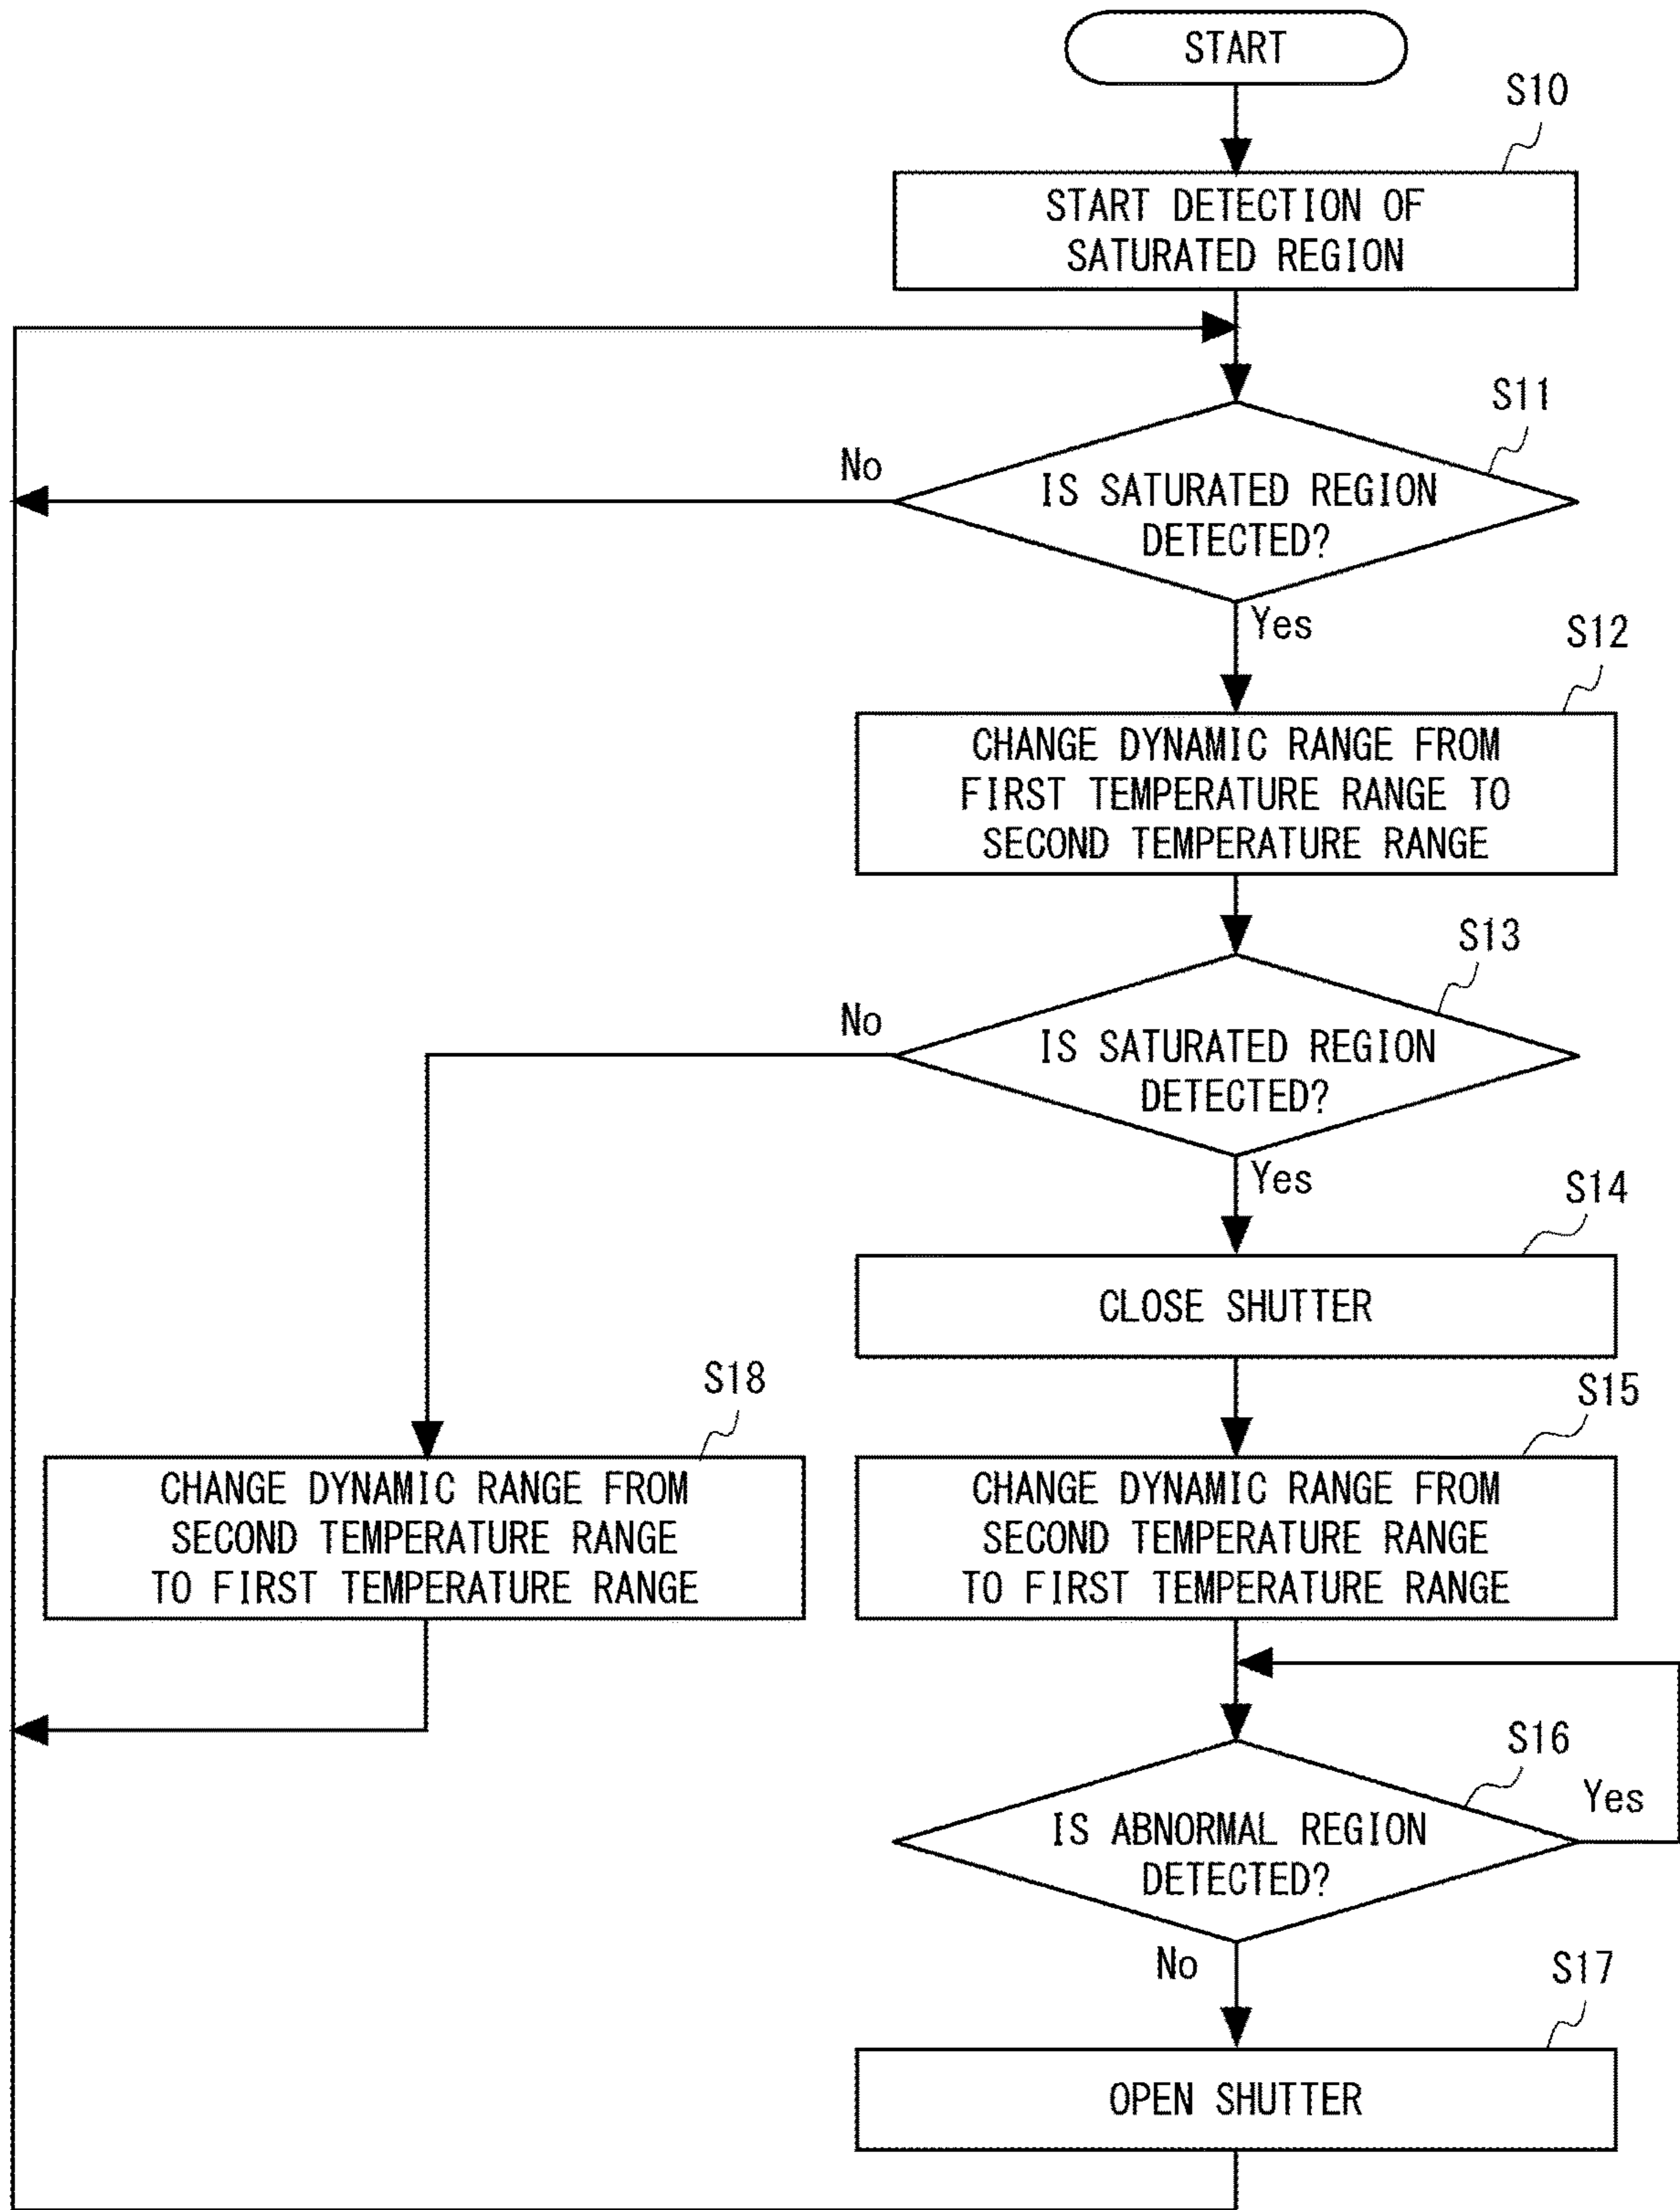 START
S10
START DETECTION OF
SATURATED REGION
S11
No
IS SATURATED REGION
DETECTED?
Yes
S12
CHANGE DYNAMIC RANGE FROM
FIRST TEMPERATURE RANGE TO
SECOND TEMPERATURE RANGE
S13
No
IS SATURATED REGION
DETECTED?
Yes
S14
CLOSE SHUTTER
S18
CHANGE DYNAMIC RANGE FROM
SECOND TEMPERATURE RANGE
TO FIRST TEMPERATURE RANGE
S15
CHANGE DYNAMIC RANGE FROM
SECOND TEMPERATURE RANGE
TO FIRST TEMPERATURE RANGE
S16
Yes
IS ABNORMAL REGION
DETECTED?
No
S17
OPEN SHUTTER